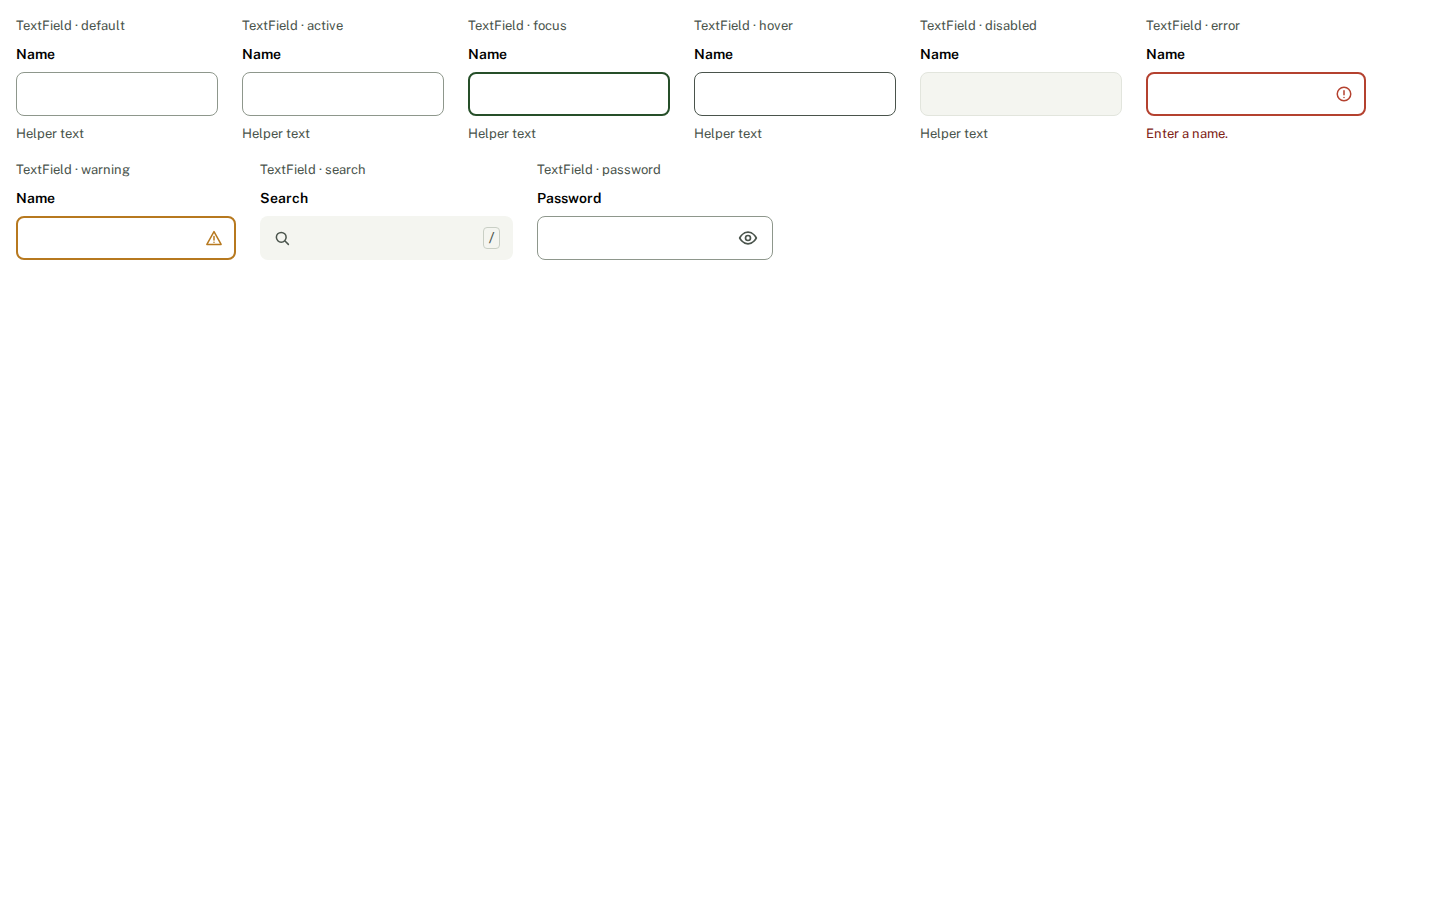 TextField · default
TextField · active
TextField · focus
TextField · hover
TextField · disabled
TextField · error
Name
Name
Name
Name
Name
Name
Helper text
Helper text
Helper text
Helper text
Helper text
Enter a name.
TextField · warning
TextField · search
TextField · password
Name
Search
Password
/